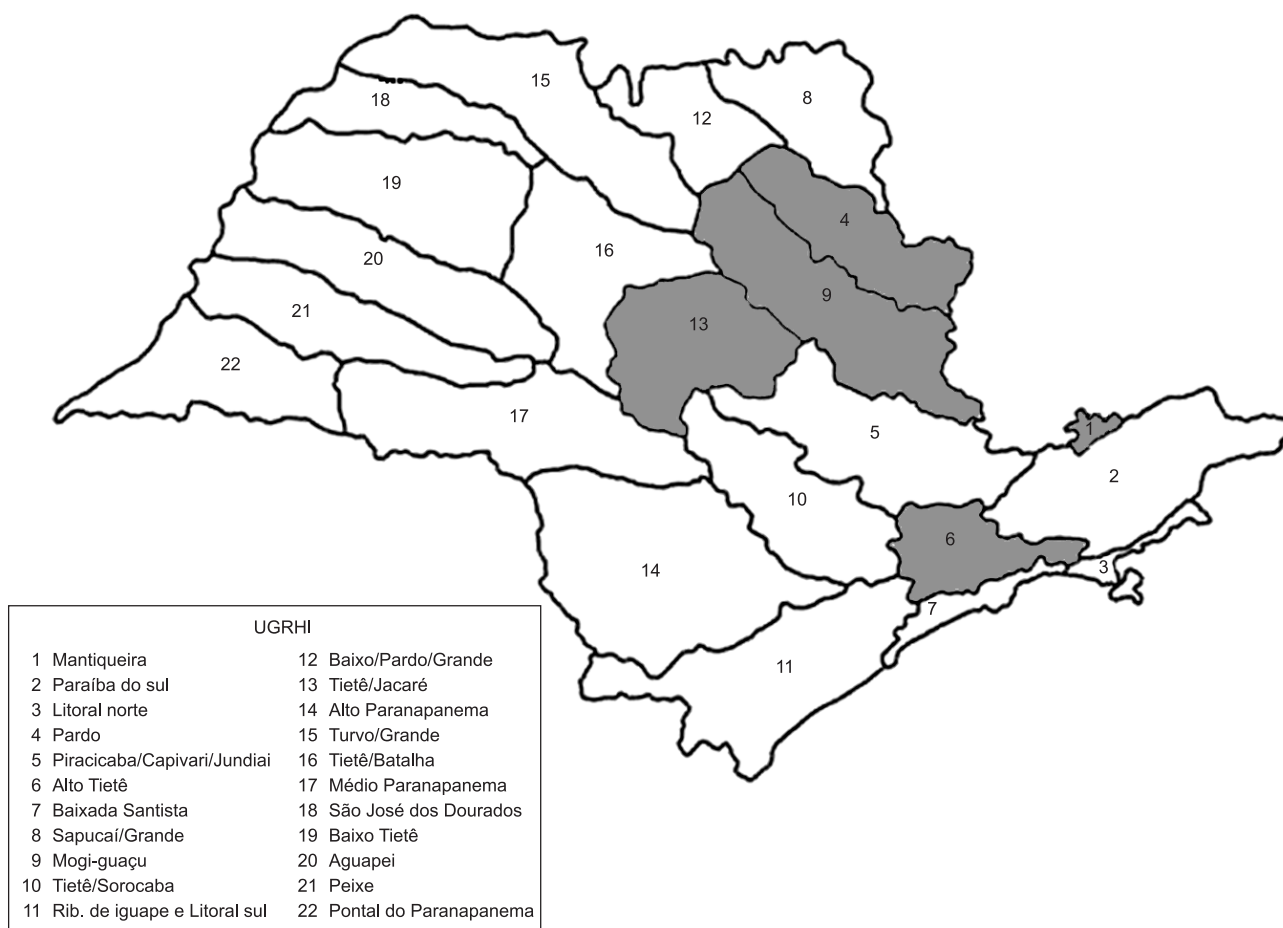 15
8
18
12
19
4
16
20
9
21
13
22
1
17
5
2
10
6
3
14
7
11
UGRHI
1 Mantiqueira
2 Paraíba do sul
3 Litoral norte
4 Pardo
5 Piracicaba/Capivari/Jundiai
6 Alto Tietê
7 Baixada Santista
8 Sapucaí/Grande
9 Mogi-guaçu
10 Tietê/Sorocaba
11 Rib. de iguape e Litoral sul
12 Baixo/Pardo/Grande
13 Tietê/Jacaré
14 Alto Paranapanema
15 Turvo/Grande
16 Tietê/Batalha
17 Médio Paranapanema
18 São José dos Dourados
19 Baixo Tietê
20 Aguapei
21 Peixe
22 Pontal do Paranapanema